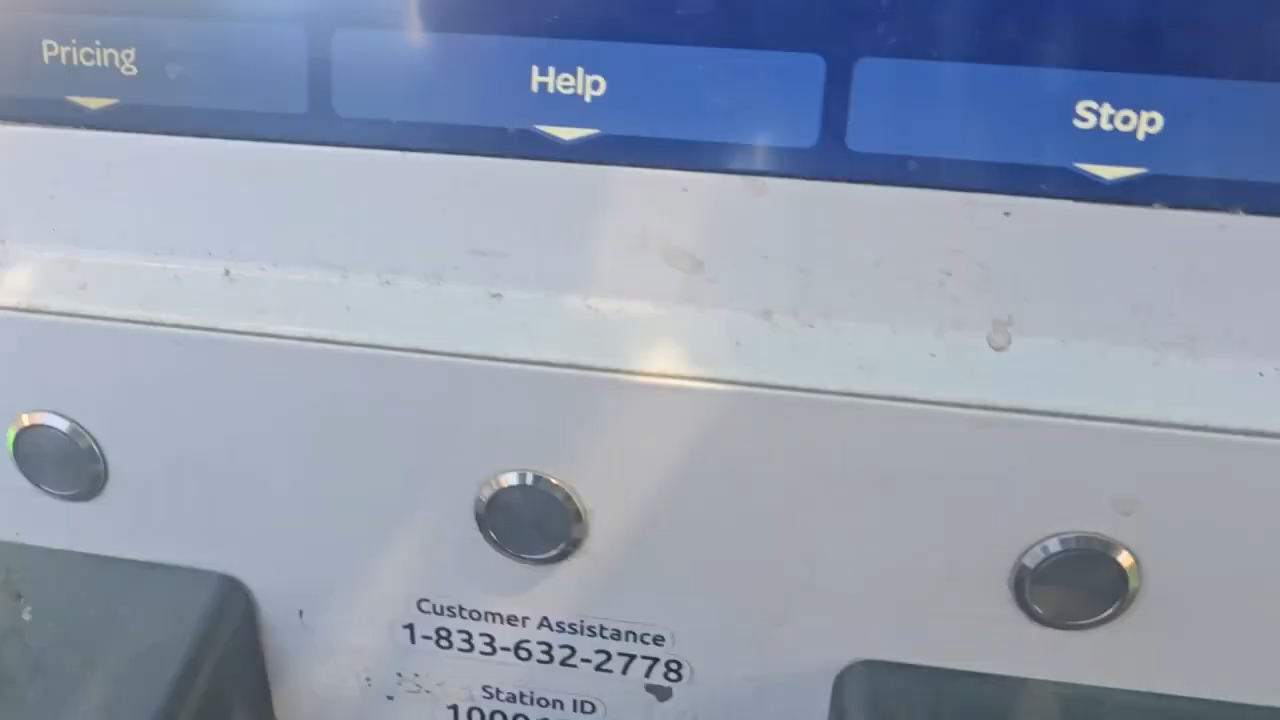 Pricing
Help
Stop
Customer Assistance
1-833-632-2778
Station ID